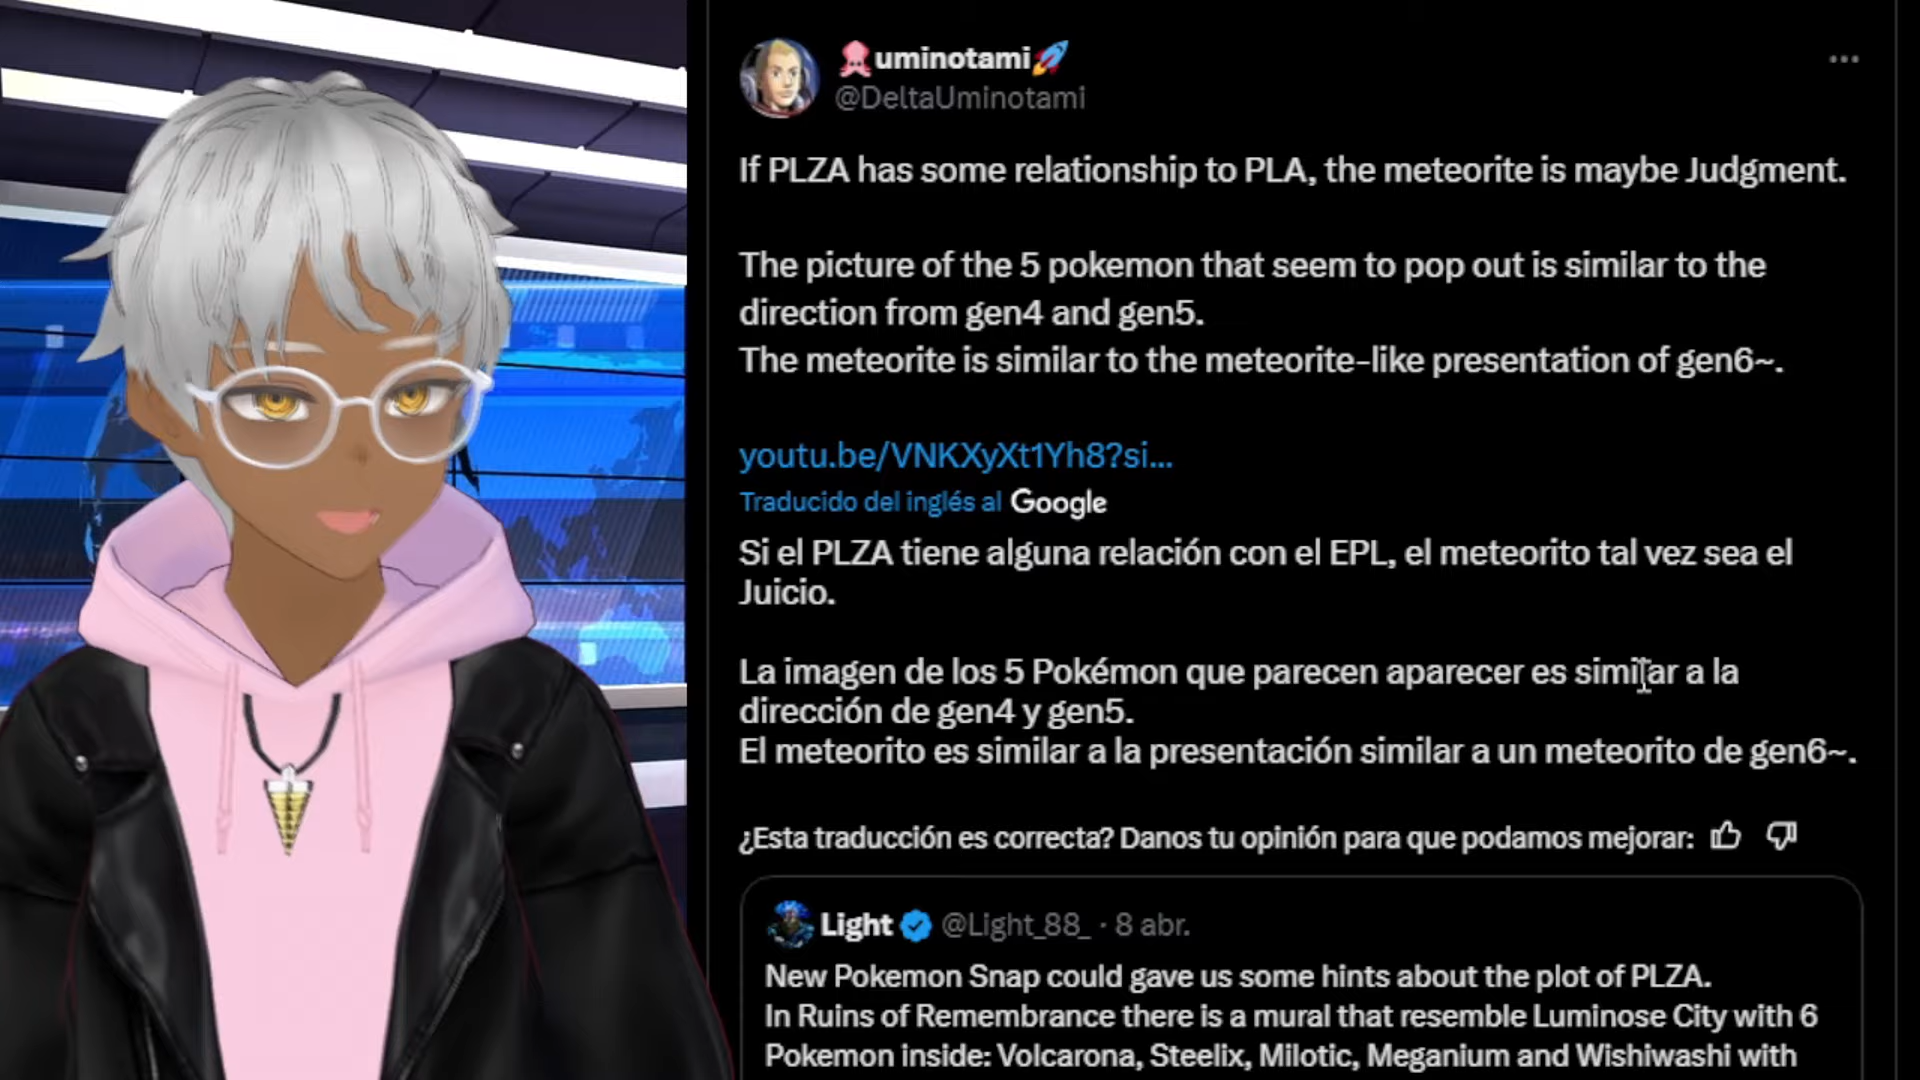 uminotami
@DeltaUminotami
If PLZA has some relationship to PLA, the meteorite is maybe Judgment.
The picture of the 5 pokemon that seem to pop out is similar to the
direction from gen4 and gen5.
The meteorite is similar to the meteorite-like presentation of gen6~.
youtu.be/VNKXyXt1Yh8?si...
Traducido del inglés al Google
Si el PLZA tiene alguna relación con el EPL, el meteorito tal vez sea el
Juicio.
La imagen de los 5 Pokémon que parecen aparecer es similar a la
dirección de gen4 y gen5.
El meteorito es similar a la presentación similar a un meteorito de gen6~.
¿Esta traducción es correcta? Danos tu opinión para que podamos mejorar:
Light @Light_88_ · 8 abr.
New Pokemon Snap could gave us some hints about the plot of PLZA.
In Ruins of Remembrance there is a mural that resemble Luminose City with 6
Pokemon inside: Volcarona, Steelix, Milotic, Meganium and Wishiwashi with